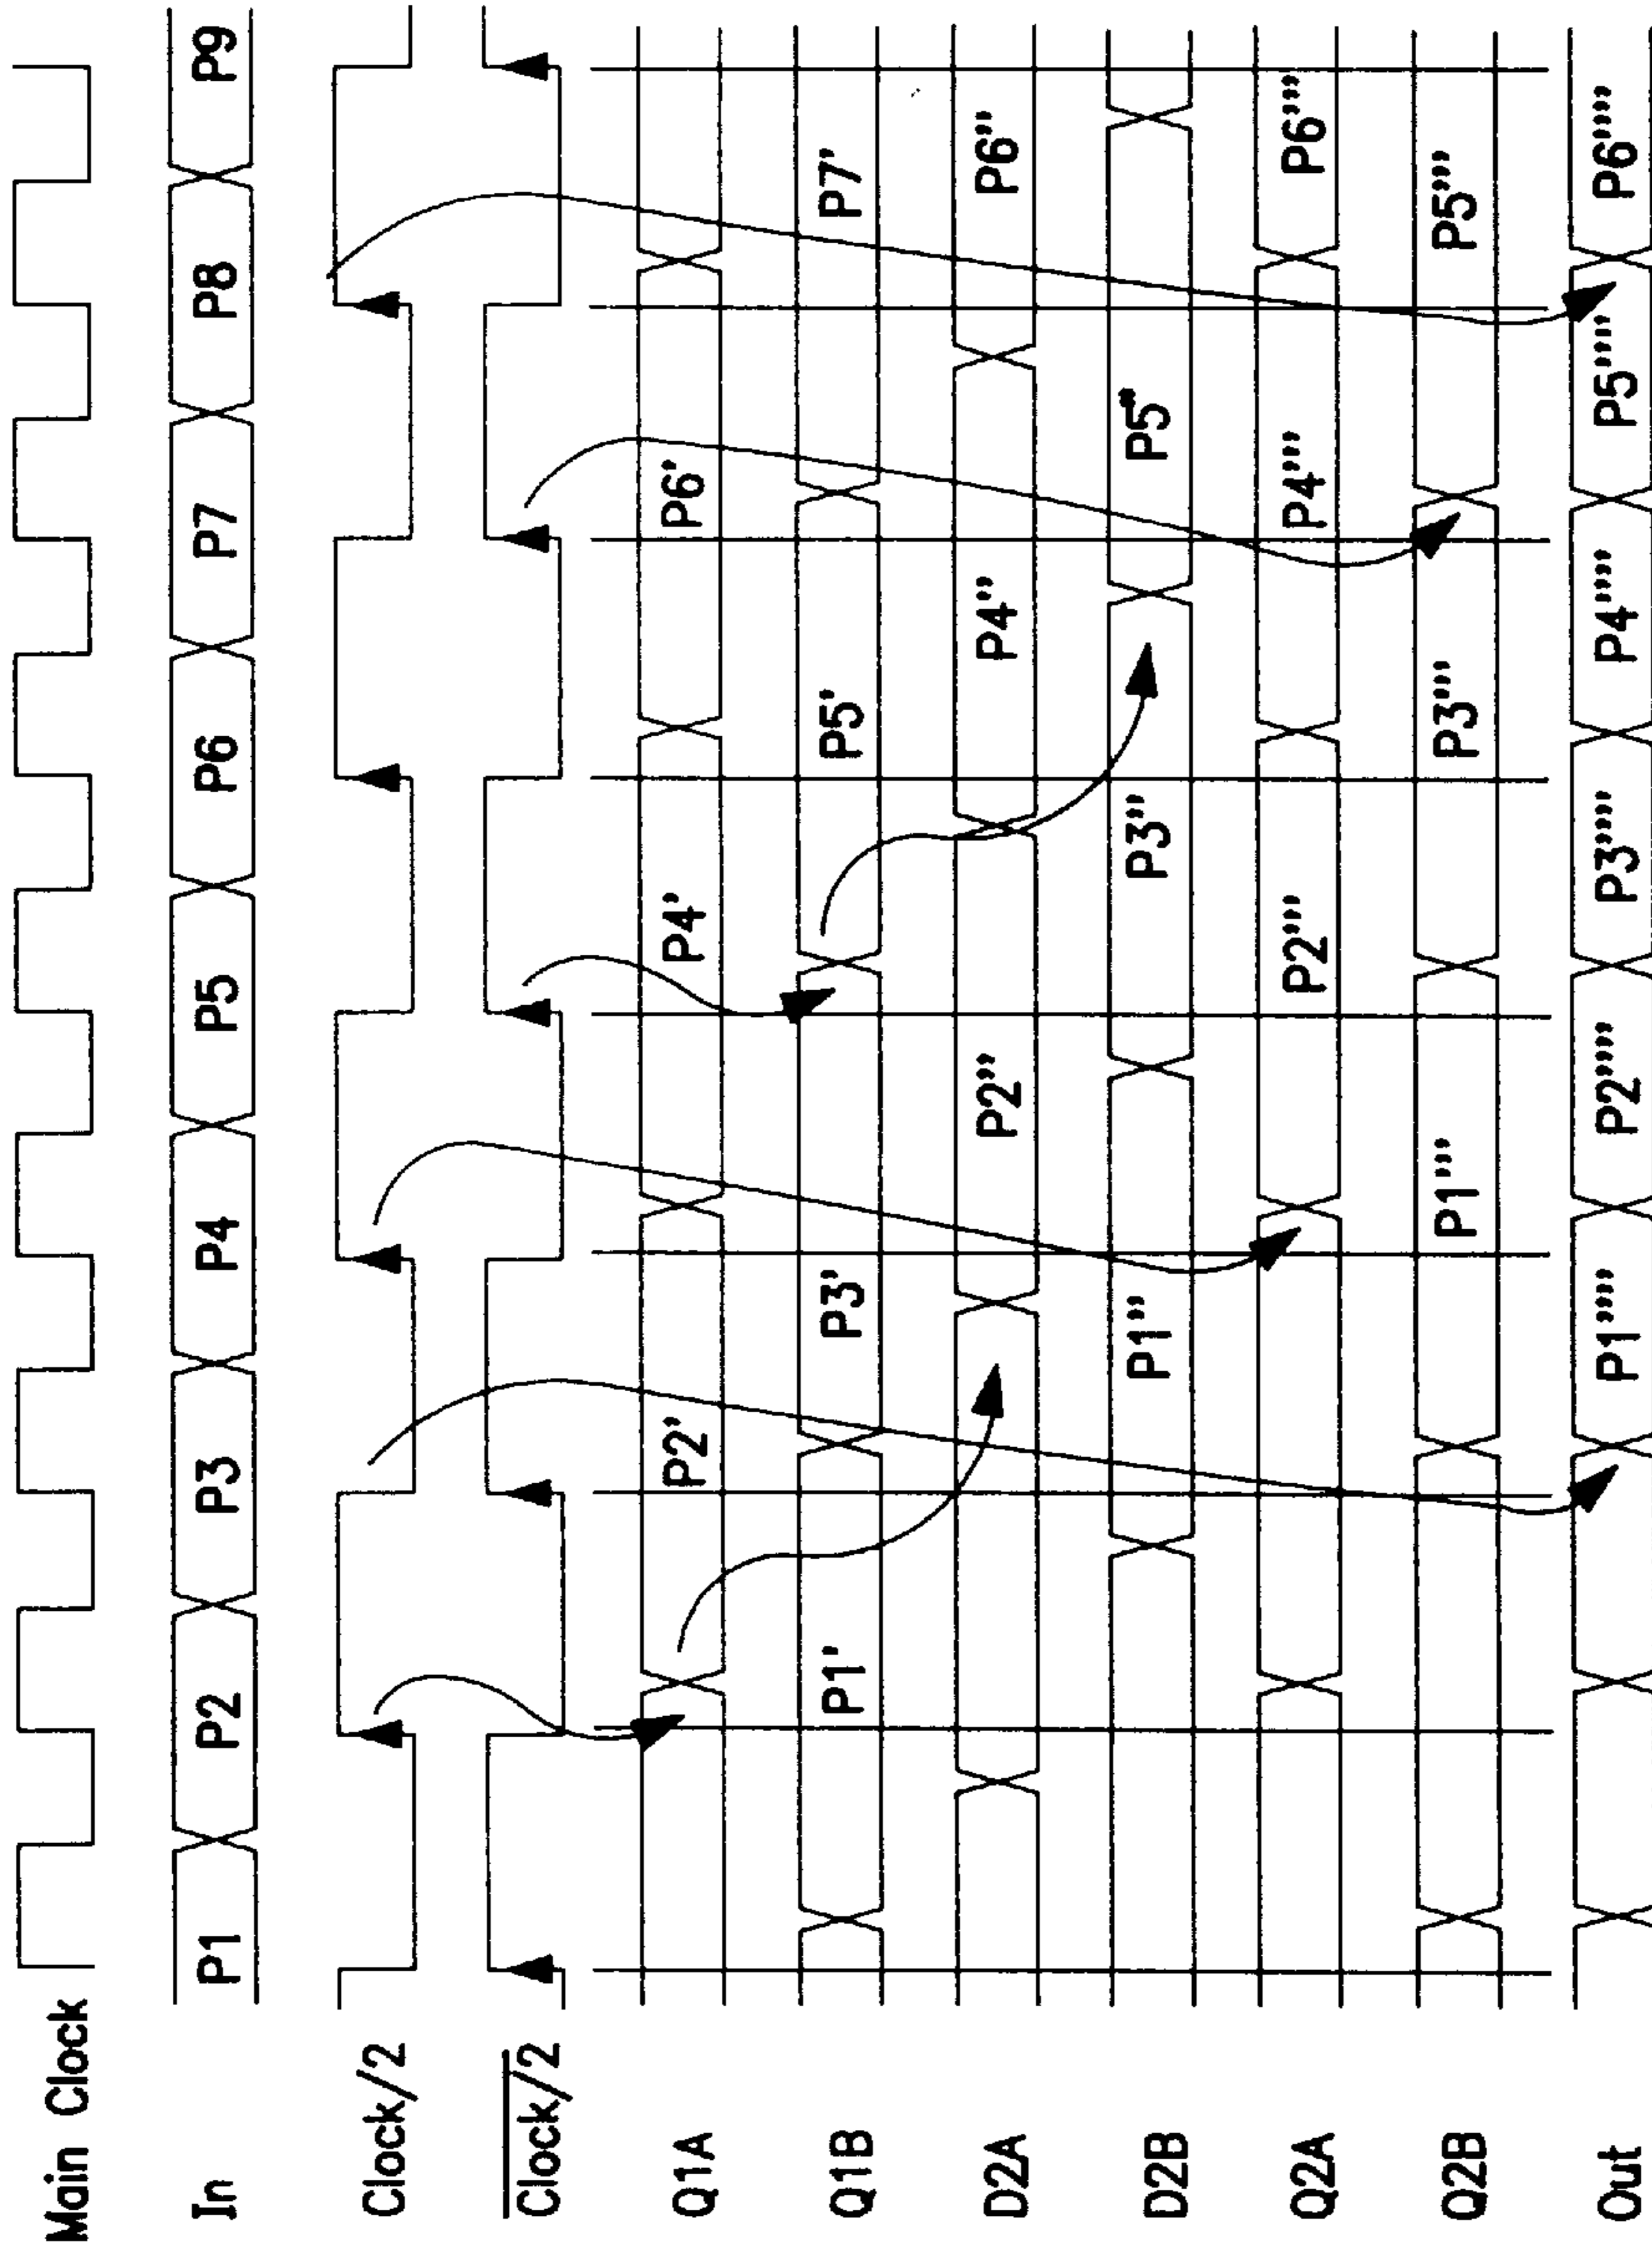 Main Clock
In P1 P2 P3 P4 P5 P6 P7 P8 P9
Clock/2
Clock/2
Q1A P2' P4' P6'
Q1B P1' P3' P5' P7'
D2A P2'' P4'' P6''
D2B P1'' P3'' P5''
Q2A P2''' P4''' P6'''
Q2B P1''' P3''' P5'''
Out P1'''' P2'''' P3'''' P4'''' P5'''' P6''''